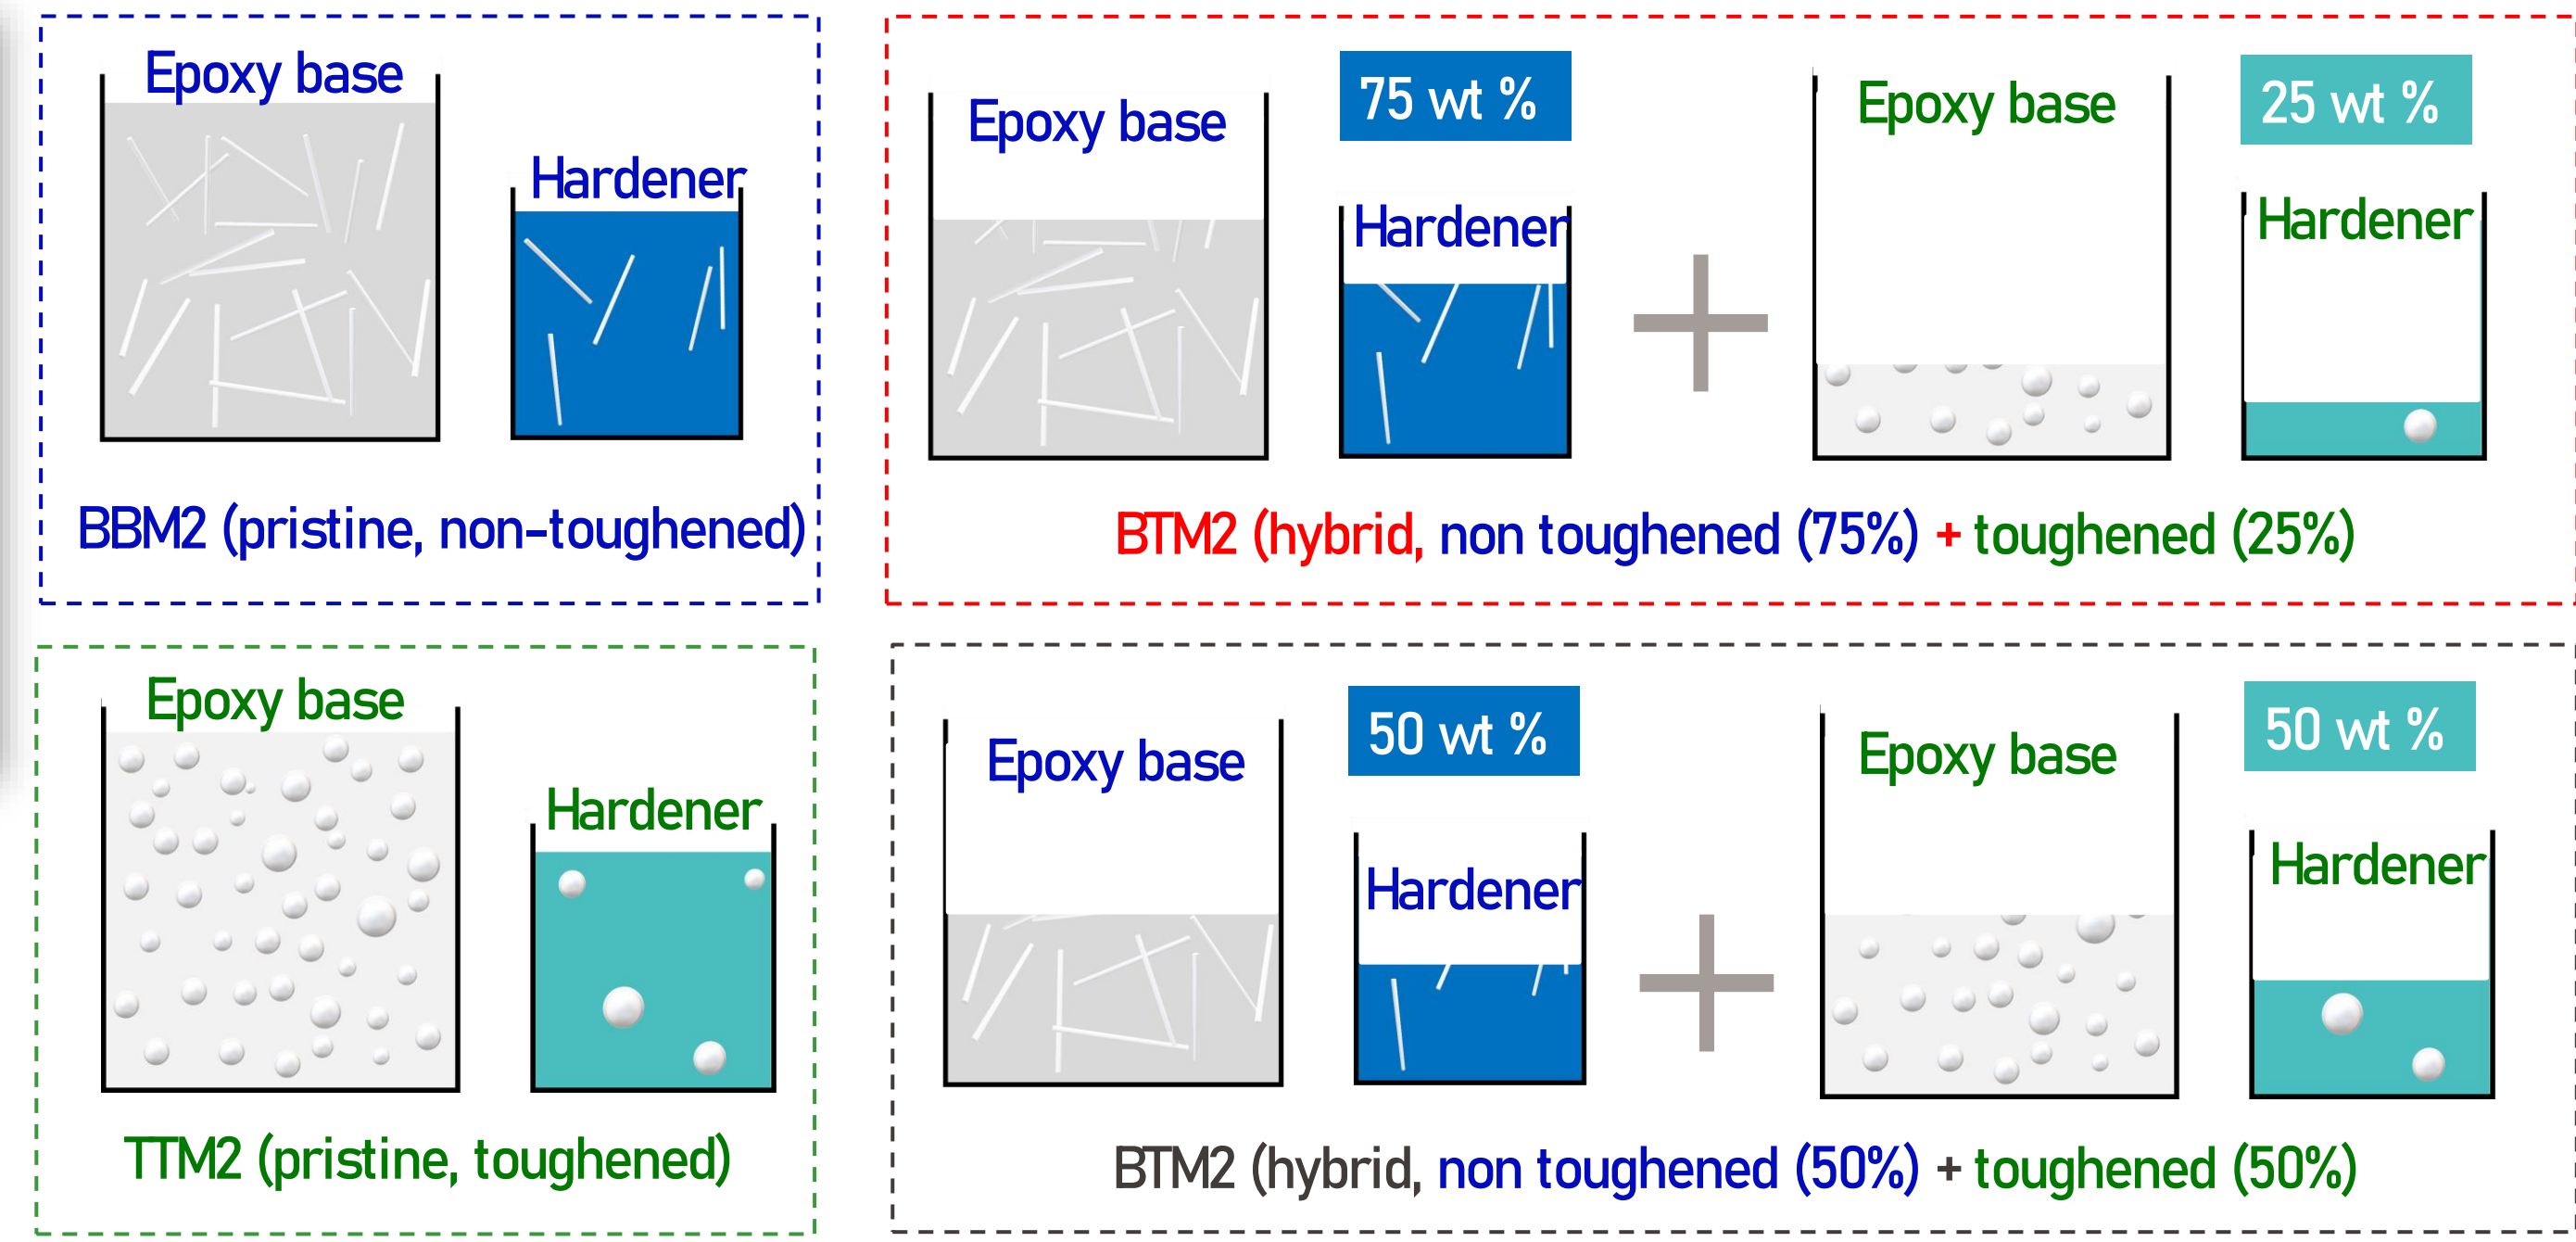 Epoxy base
Hardener
BBM2 (pristine, non-toughened)
Epoxy base
75 wt %
Hardener
Epoxy base
25 wt %
Hardener
BTM2 (hybrid, non toughened (75%) + toughened (25%)
Epoxy base
Hardener
TTM2 (pristine, toughened)
Epoxy base
50 wt %
Hardener
Epoxy base
50 wt %
Hardener
BTM2 (hybrid, non toughened (50%) + toughened (50%)